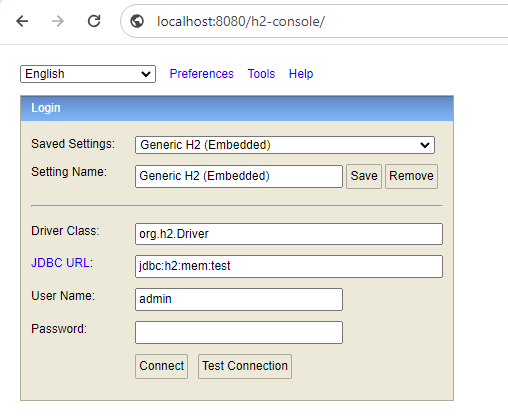 localhost:8080/h2-console/
English Preferences Tools Help
Login
Saved Settings: Generic H2 (Embedded)
Setting Name: Generic H2 (Embedded) Save Remove
Driver Class: org.h2.Driver
JDBC URL: jdbc:h2:mem:test
User Name: admin
Password:
Connect Test Connection